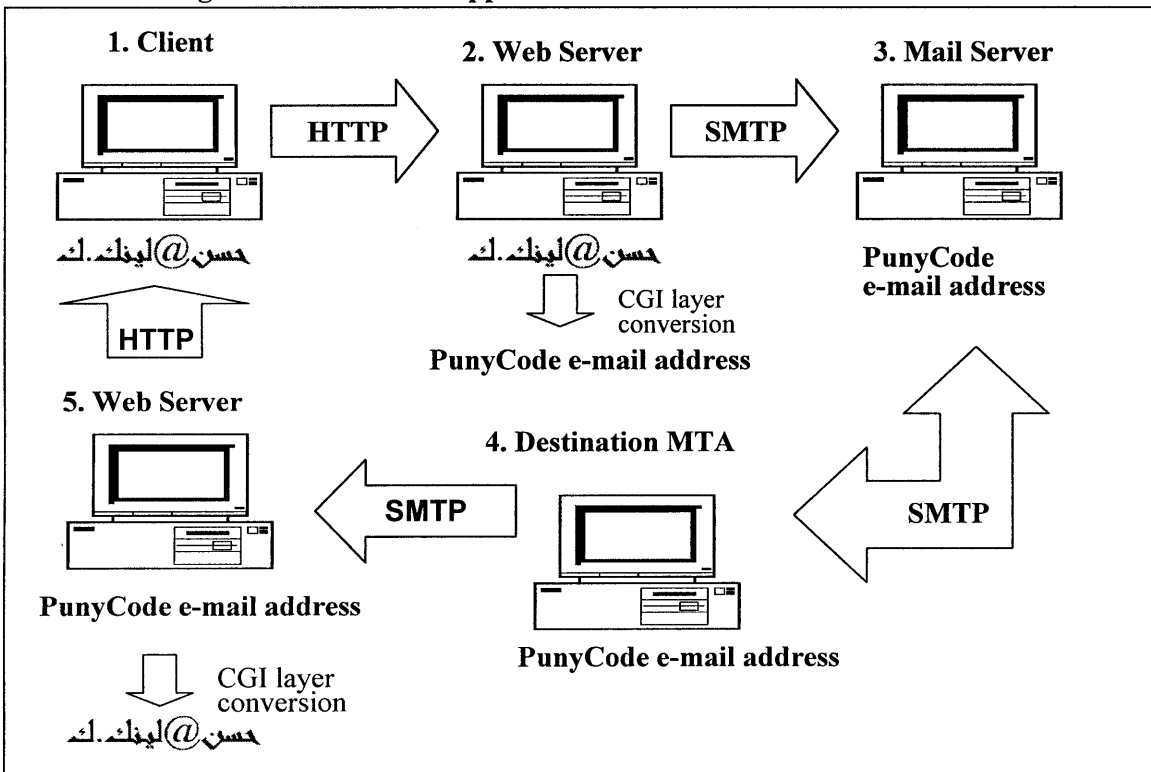 1. Client
2. Web Server
3. Mail Server
HTTP
SMTP
حسن@لينك.ك
حسن@لينك.ك
PunyCode
e-mail address
CGI layer
conversion
PunyCode e-mail address
HTTP
5. Web Server
4. Destination MTA
SMTP
SMTP
PunyCode e-mail address
PunyCode e-mail address
CGI layer
conversion
حسن@لينك.ك